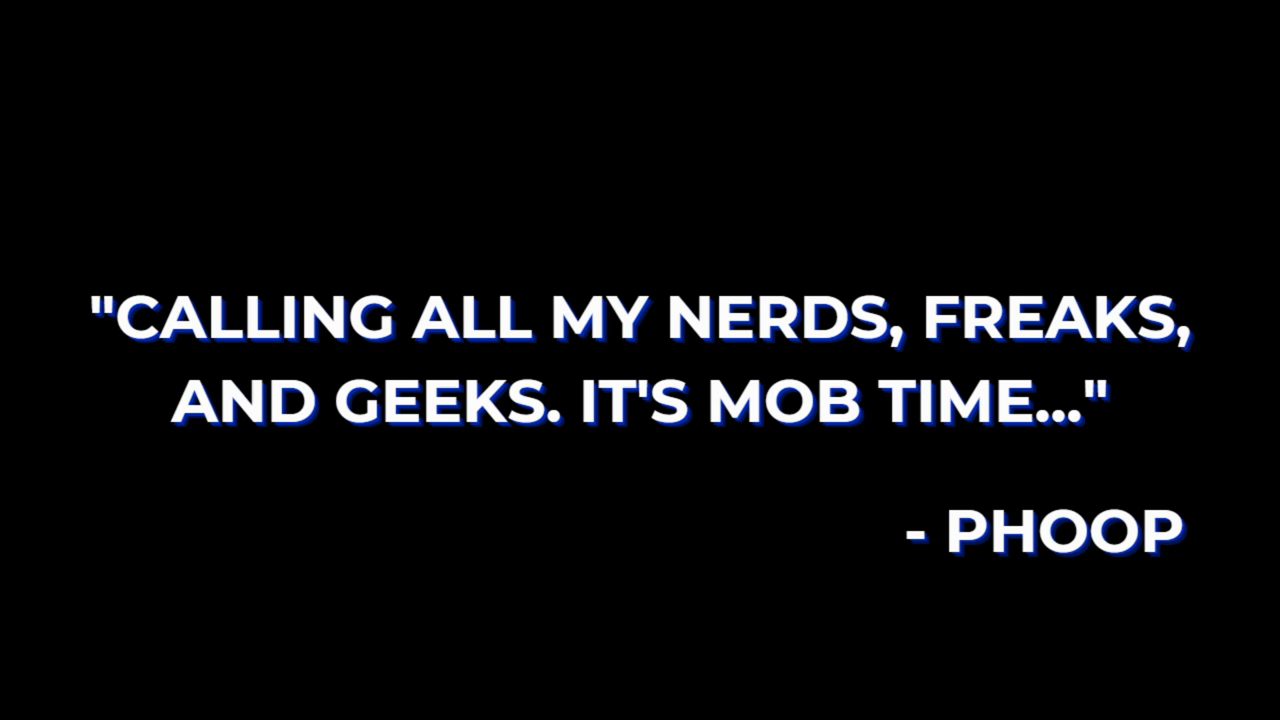 "CALLING ALL MY NERDS, FREAKS,
AND GEEKS. IT'S MOB TIME..."
- PHOOP